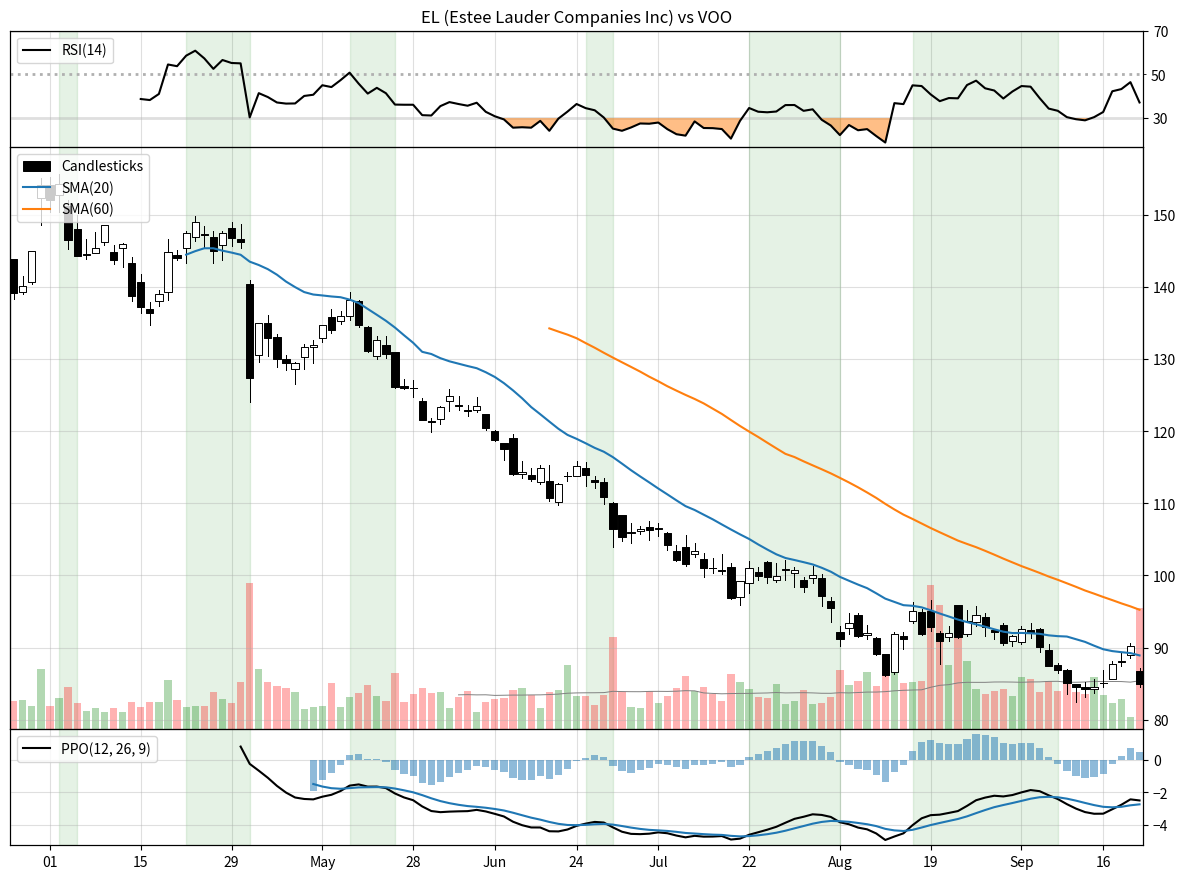 EL (Estee Lauder Companies Inc) vs VOO
RSI(14)
70
50
30
Candlesticks
SMA(20)
SMA(60)
150
140
130
120
110
100
90
80
PPO(12, 26, 9)
0
−2
−4
01 15 29 May 28 Jun 24 Jul 22 Aug 19 Sep 16